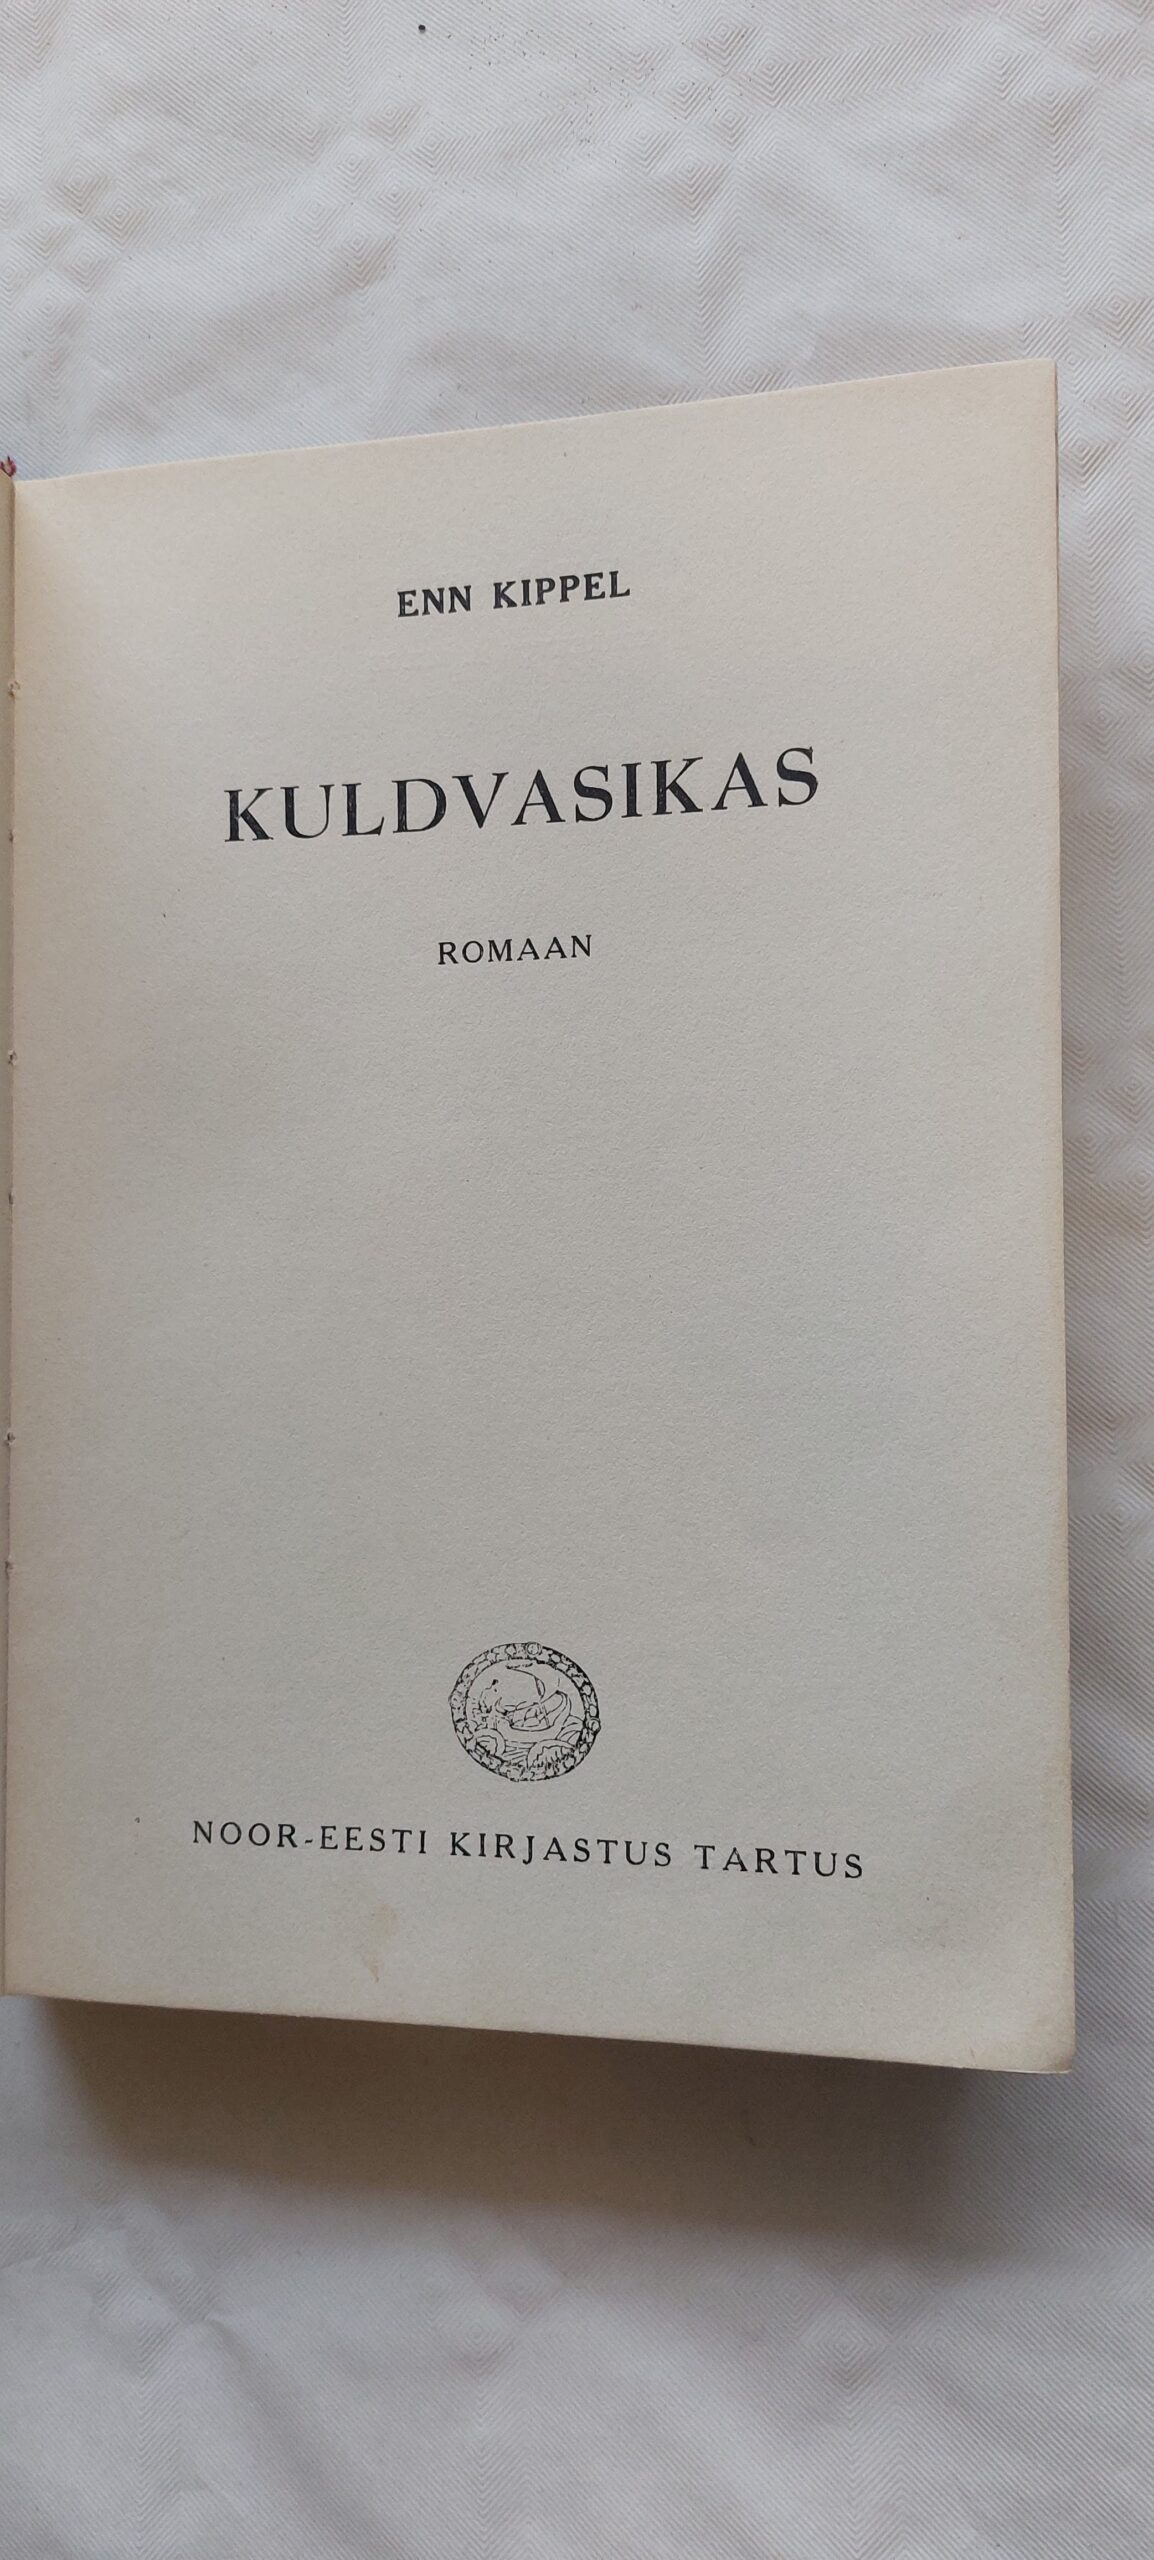 ENN KIPPEL
KULDVASIKAS
ROMAAN
NOOR-EESTI KIRJASTUS TARTUS